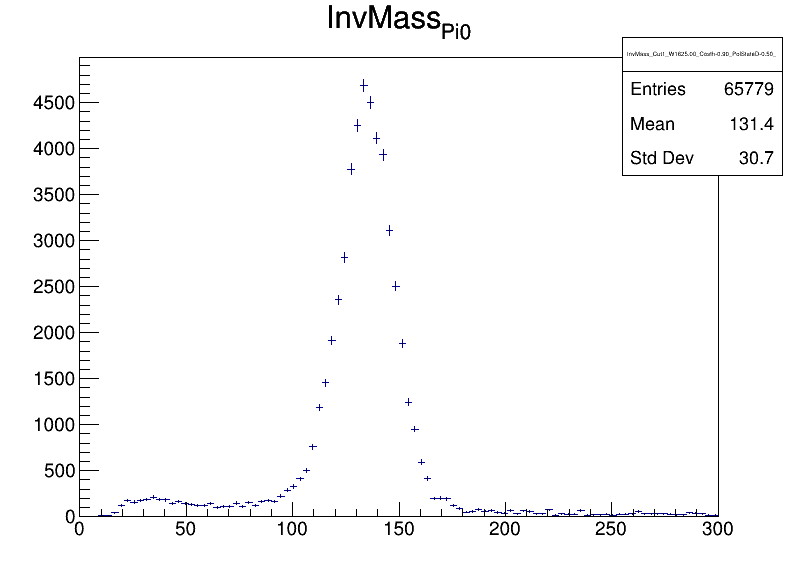 InvMass_Pi0
InvMass_Cut1_W1625.00_Costh-0.90_PolStateD-0.50_
Entries 65779
Mean 131.4
Std Dev 30.7
4500
4000
3500
3000
2500
2000
1500
1000
500
0
0 50 100 150 200 250 300